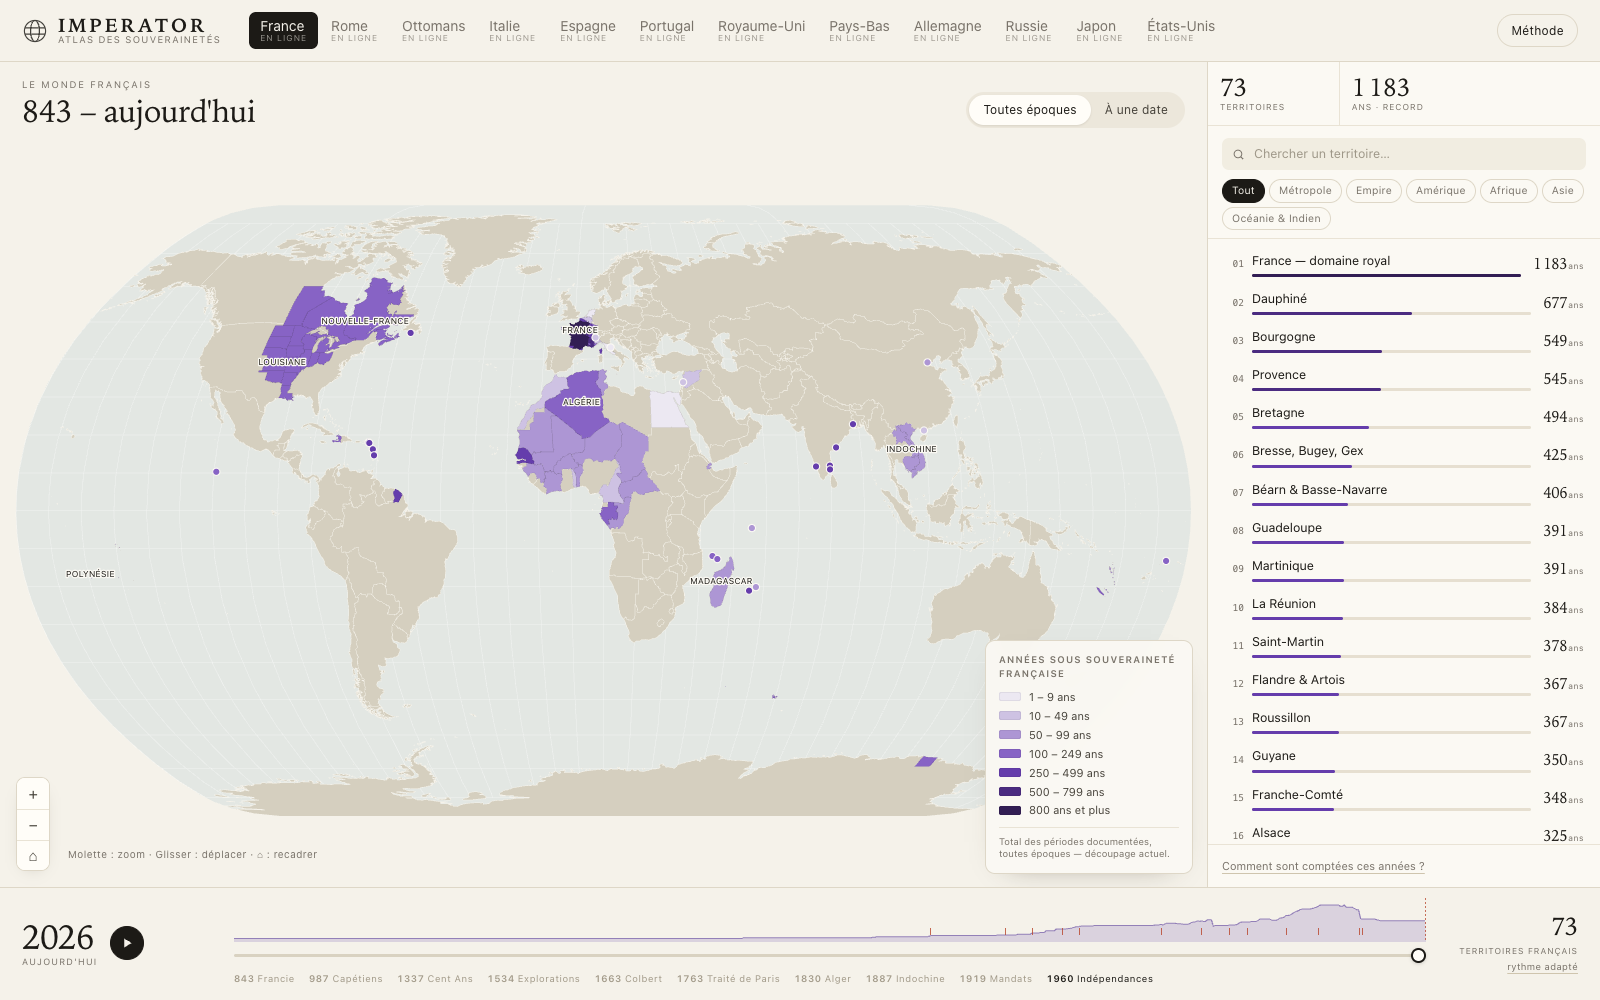 IMPERATOR
ATLAS DES SOUVERAINETÉS
France
EN LIGNE
Rome
EN LIGNE
Ottomans
EN LIGNE
Italie
EN LIGNE
Espagne
EN LIGNE
Portugal
EN LIGNE
Royaume-Uni
EN LIGNE
Pays-Bas
EN LIGNE
Allemagne
EN LIGNE
Russie
EN LIGNE
Japon
EN LIGNE
États-Unis
EN LIGNE
Méthode
LE MONDE FRANÇAIS
843 – aujourd'hui
Toutes époques
À une date
NOUVELLE-FRANCE
LOUISIANE
FRANCE
ALGÉRIE
INDOCHINE
MADAGASCAR
POLYNÉSIE
ANNÉES SOUS SOUVERAINETÉ
FRANÇAISE
1 – 9 ans
10 – 49 ans
50 – 99 ans
100 – 249 ans
250 – 499 ans
500 – 799 ans
800 ans et plus
Total des périodes documentées,
toutes époques — découpage actuel.
+
−
⌂
Molette : zoom · Glisser : déplacer · ⌂ : recadrer
73
TERRITOIRES
1 183
ANS · RECORD
Chercher un territoire...
Tout
Métropole
Empire
Amérique
Afrique
Asie
Océanie & Indien
01 France — domaine royal 1 183 ans
02 Dauphiné 677 ans
03 Bourgogne 549 ans
04 Provence 545 ans
05 Bretagne 494 ans
06 Bresse, Bugey, Gex 425 ans
07 Béarn & Basse-Navarre 406 ans
08 Guadeloupe 391 ans
09 Martinique 391 ans
10 La Réunion 384 ans
11 Saint-Martin 378 ans
12 Flandre & Artois 367 ans
13 Roussillon 367 ans
14 Guyane 350 ans
15 Franche-Comté 348 ans
16 Alsace 325 ans
Comment sont comptées ces années ?
2026
AUJOURD'HUI
843 Francie
987 Capétiens
1337 Cent Ans
1534 Explorations
1663 Colbert
1763 Traité de Paris
1830 Alger
1887 Indochine
1919 Mandats
1960 Indépendances
73
TERRITOIRES FRANÇAIS
rythme adapté